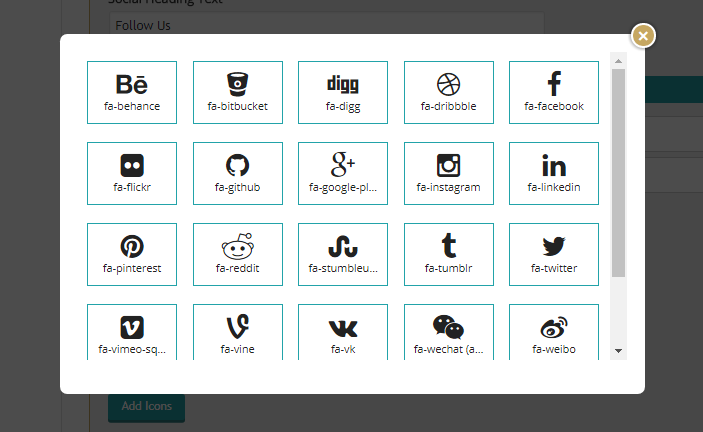 Social Heading Text
Follow Us
Bē
fa-behance
fa-bitbucket
digg
fa-digg
fa-dribbble
fa-facebook
fa-flickr
fa-github
g+
fa-google-pl...
fa-instagram
in
fa-linkedin
fa-pinterest
fa-reddit
fa-stumbleu...
fa-tumblr
fa-twitter
fa-vimeo-sq...
fa-vine
fa-vk
fa-wechat (a...
fa-weibo
Add Icons